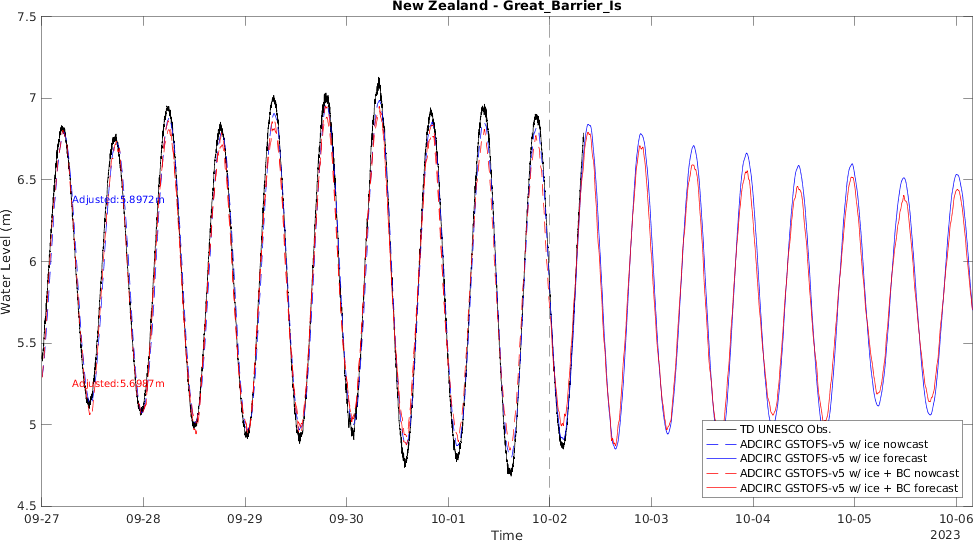 New Zealand - Great_Barrier_Is
7.5
7
6.5
6
5.5
5
4.5
Water Level (m)
Adjusted:5.8972m
Adjusted:5.6987m
TD UNESCO Obs.
ADCIRC GSTOFS-v5 w/ ice nowcast
ADCIRC GSTOFS-v5 w/ ice forecast
ADCIRC GSTOFS-v5 w/ ice + BC nowcast
ADCIRC GSTOFS-v5 w/ ice + BC forecast
09-27 09-28 09-29 09-30 10-01 10-02 10-03 10-04 10-05 10-06
Time
2023